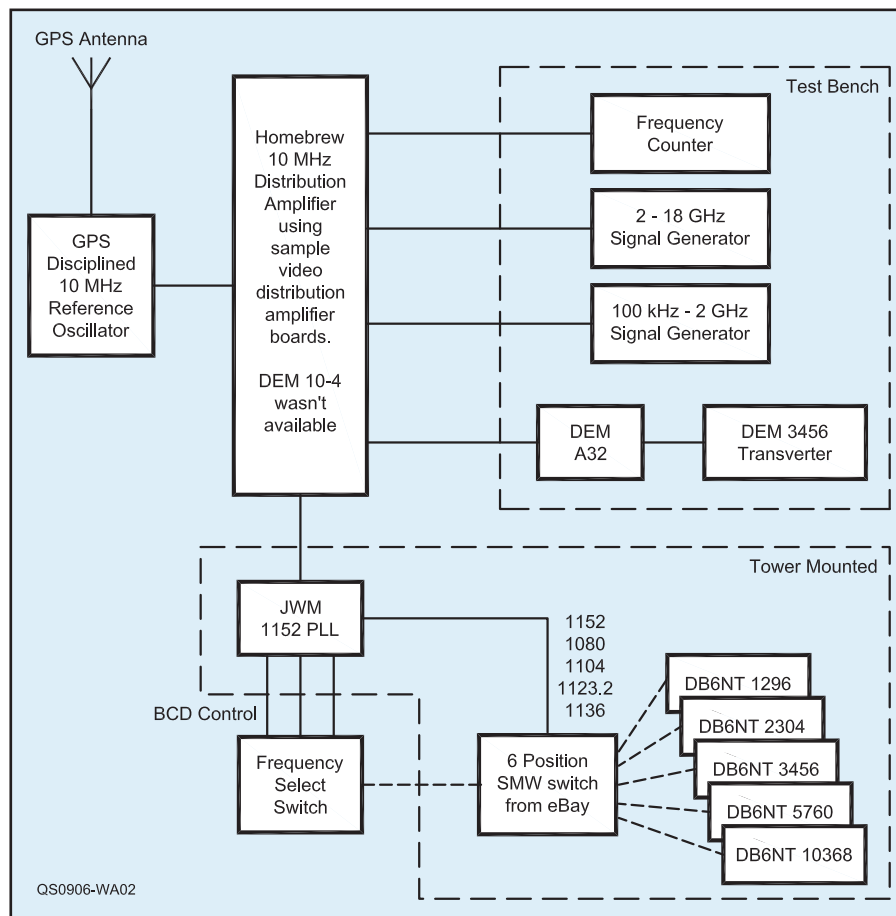 GPS Antenna
GPS
Disciplined
10 MHz
Reference
Oscillator
Homebrew
10 MHz
Distribution
Amplifier
using
sample
video
distribution
amplifier
boards.
DEM 10-4
wasn't
available
Test Bench
Frequency
Counter
2 - 18 GHz
Signal Generator
100 kHz - 2 GHz
Signal Generator
DEM
A32
DEM 3456
Transverter
Tower Mounted
JWM
1152 PLL
BCD Control
Frequency
Select
Switch
1152
1080
1104
1123.2
1136
6 Position
SMW switch
from eBay
DB6NT 1296
DB6NT 2304
DB6NT 3456
DB6NT 5760
DB6NT 10368
QS0906-WA02